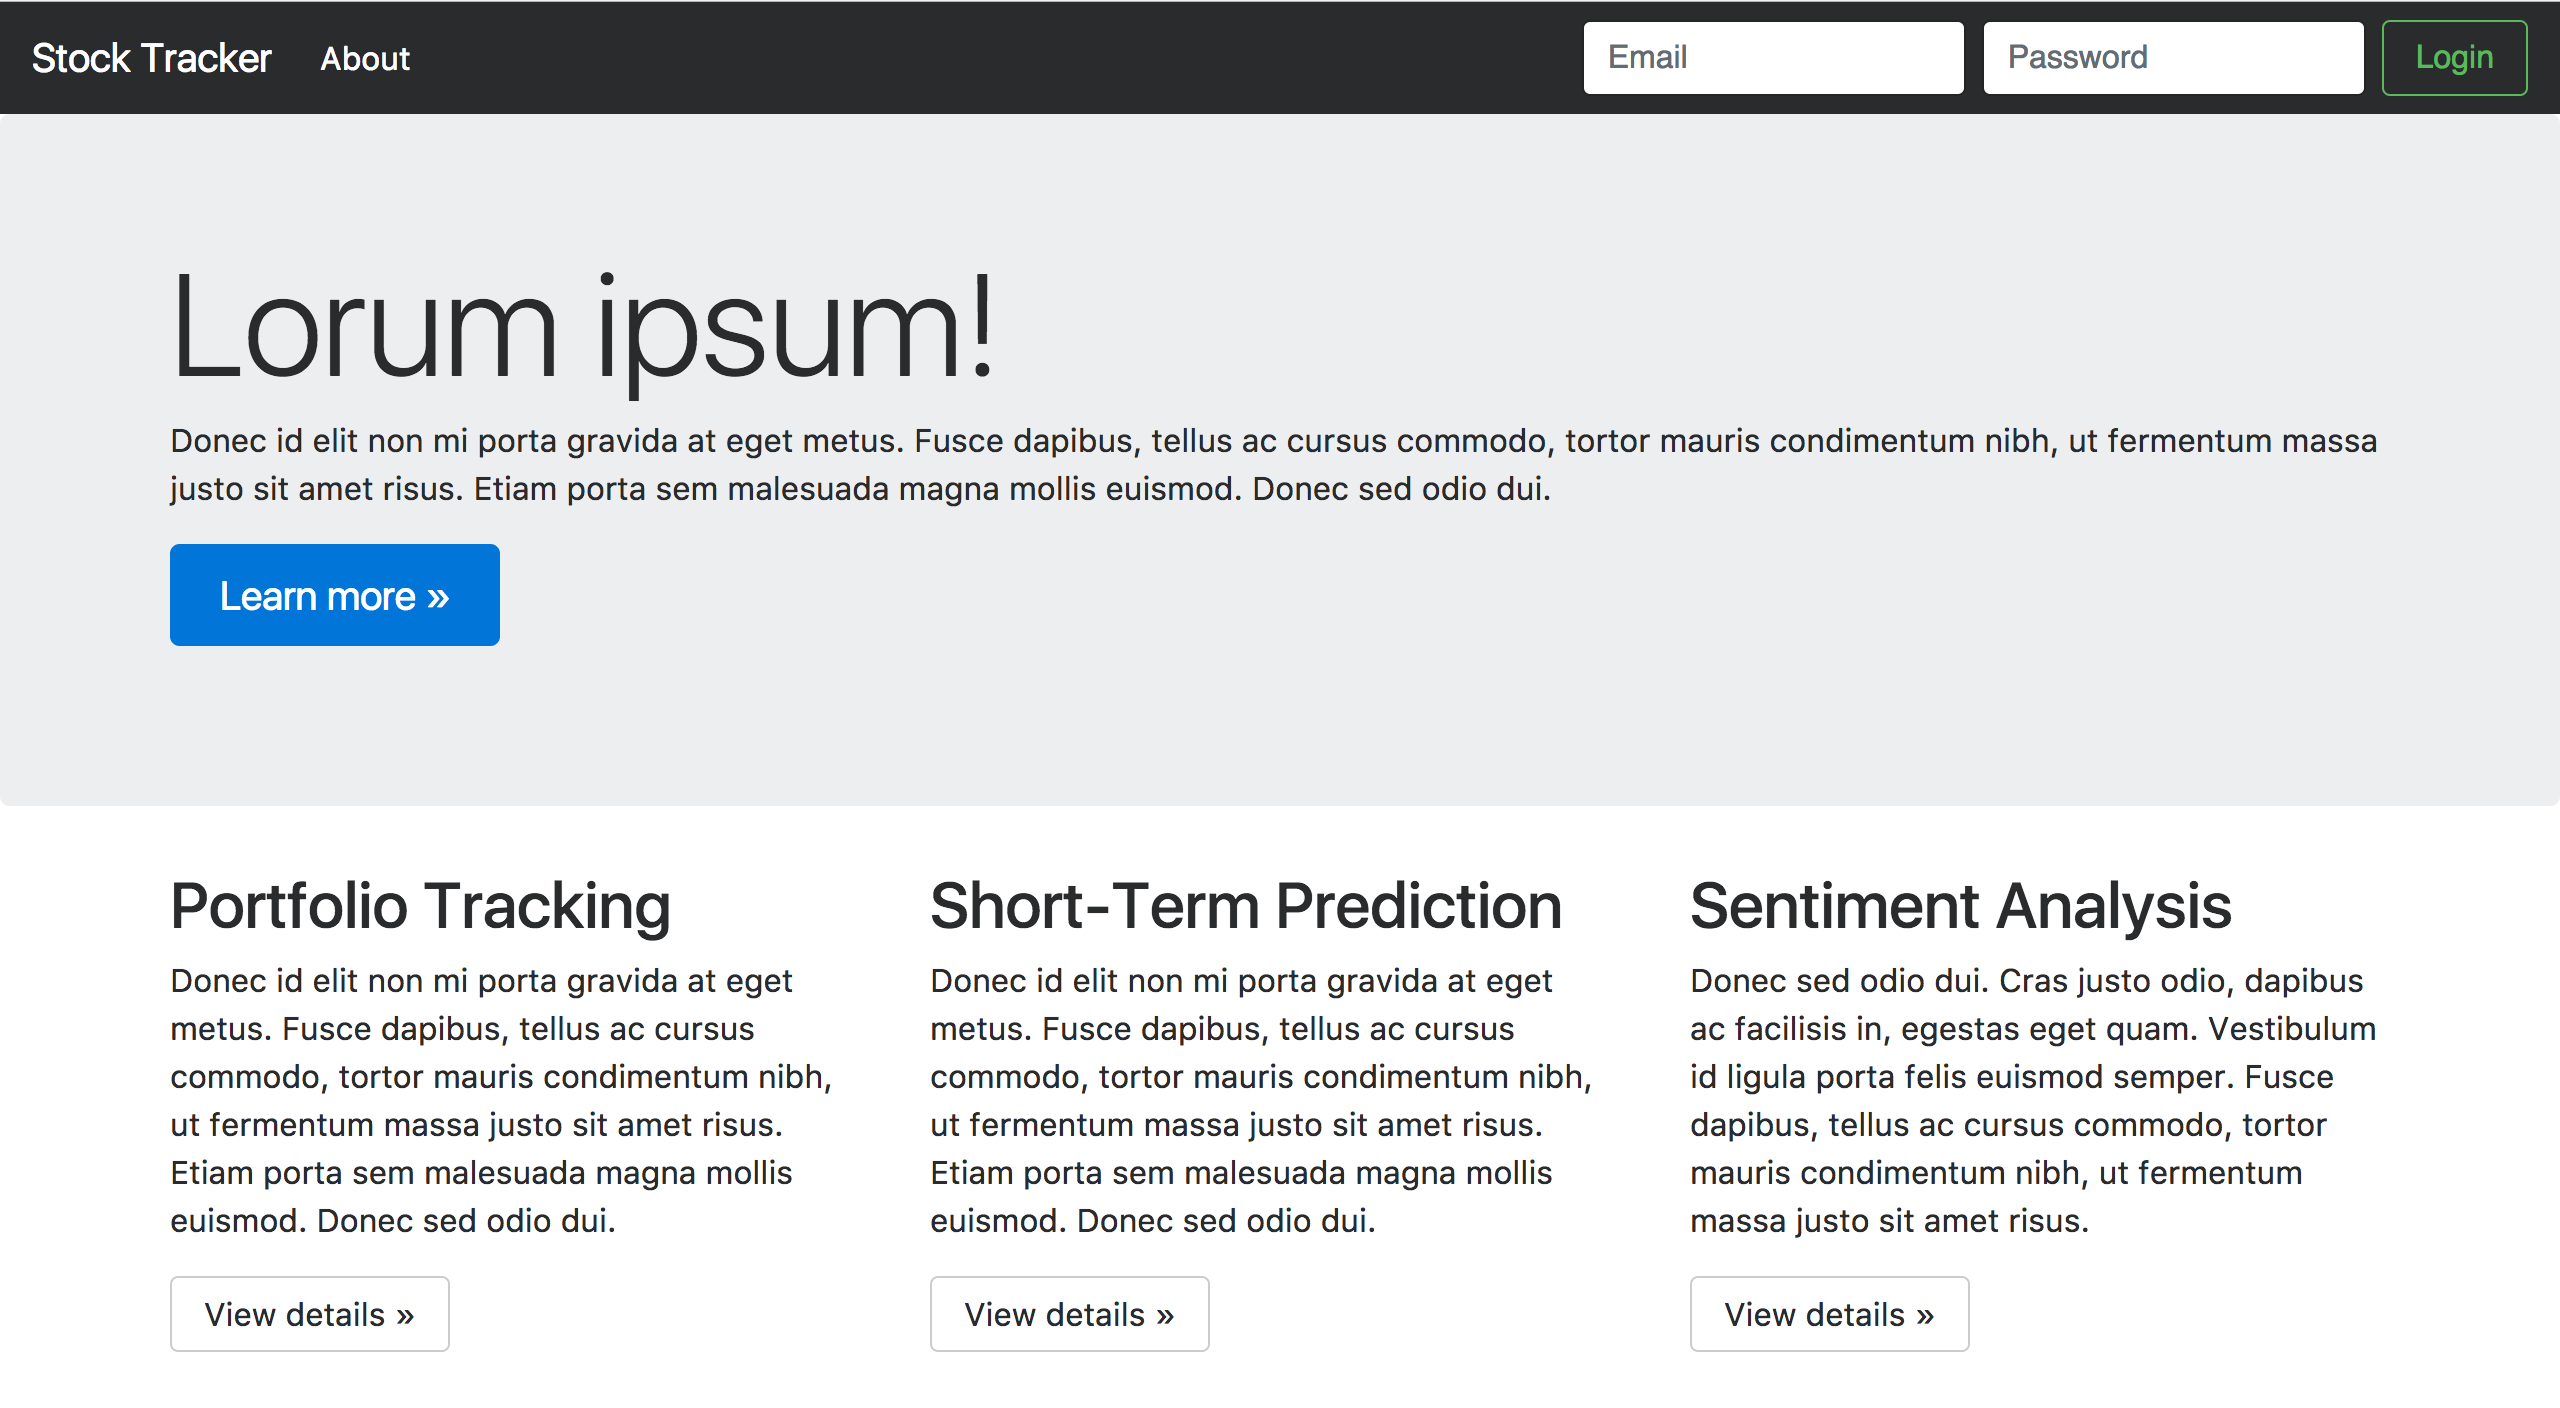 Stock Tracker About Email Password Login
Lorum ipsum!
Donec id elit non mi porta gravida at eget metus. Fusce dapibus, tellus ac cursus commodo, tortor mauris condimentum nibh, ut fermentum massa
justo sit amet risus. Etiam porta sem malesuada magna mollis euismod. Donec sed odio dui.
Learn more »
Portfolio Tracking
Donec id elit non mi porta gravida at eget
metus. Fusce dapibus, tellus ac cursus
commodo, tortor mauris condimentum nibh,
ut fermentum massa justo sit amet risus.
Etiam porta sem malesuada magna mollis
euismod. Donec sed odio dui.
View details »
Short-Term Prediction
Donec id elit non mi porta gravida at eget
metus. Fusce dapibus, tellus ac cursus
commodo, tortor mauris condimentum nibh,
ut fermentum massa justo sit amet risus.
Etiam porta sem malesuada magna mollis
euismod. Donec sed odio dui.
View details »
Sentiment Analysis
Donec sed odio dui. Cras justo odio, dapibus
ac facilisis in, egestas eget quam. Vestibulum
id ligula porta felis euismod semper. Fusce
dapibus, tellus ac cursus commodo, tortor
mauris condimentum nibh, ut fermentum
massa justo sit amet risus.
View details »